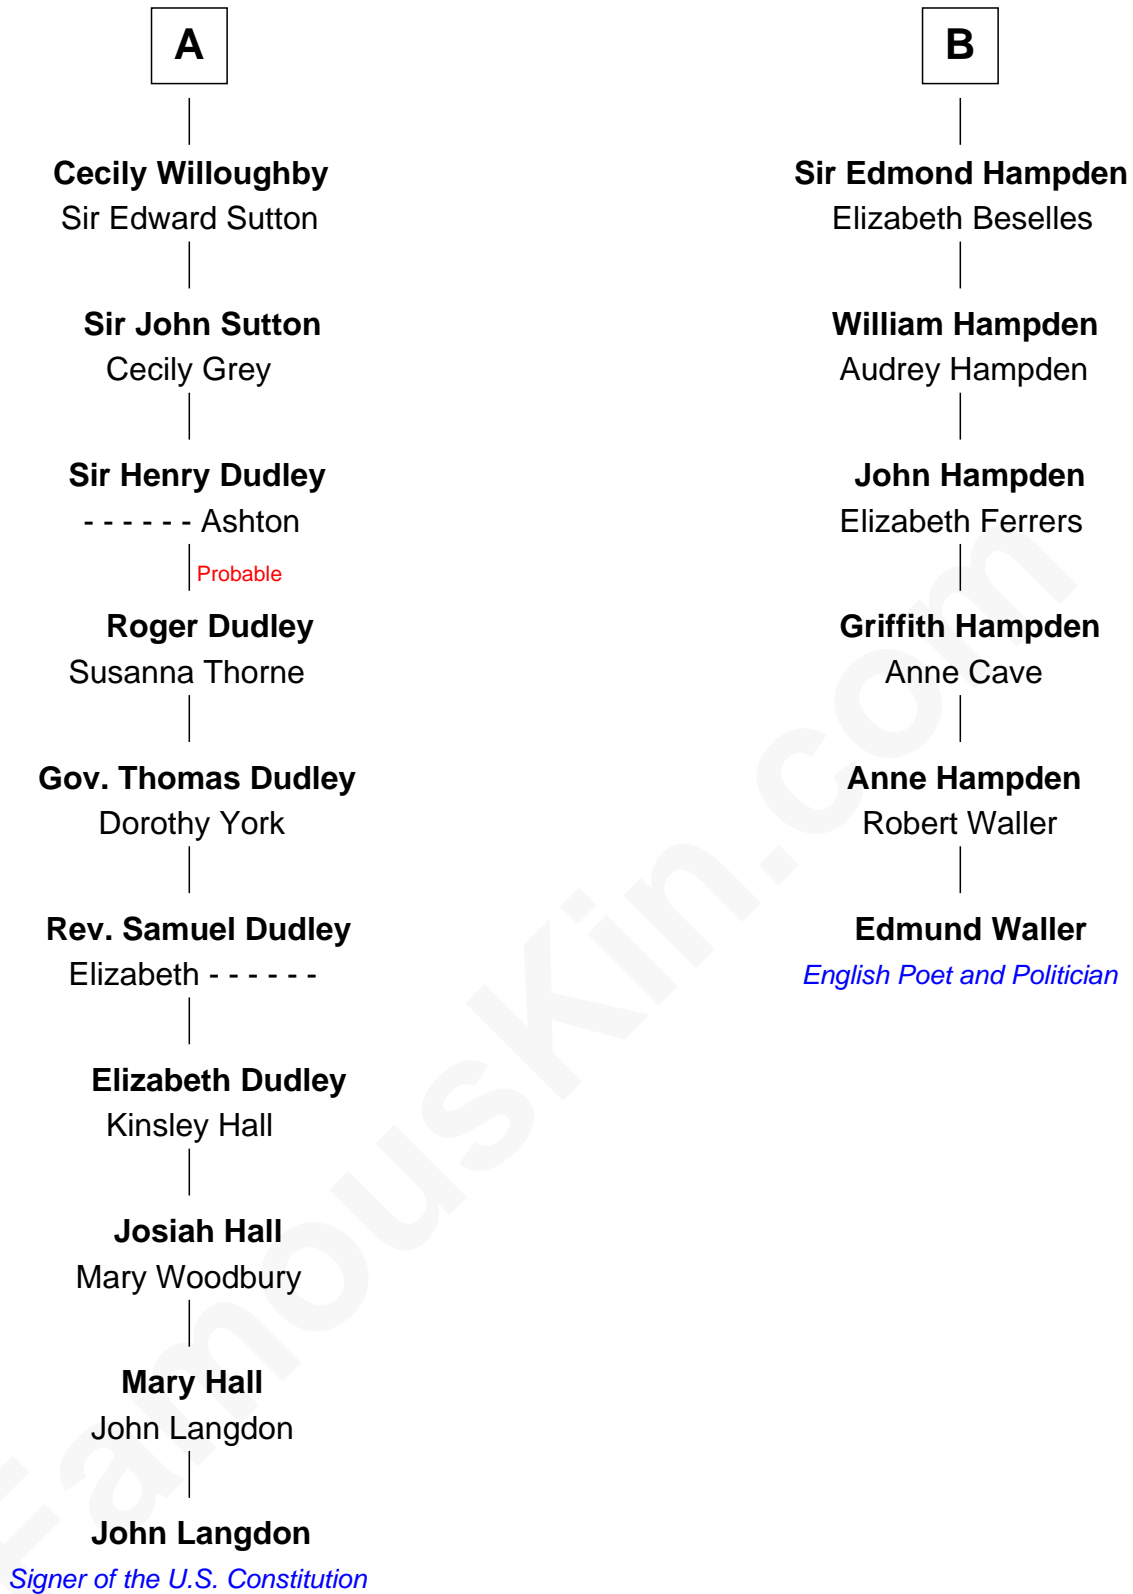 A
Cecily Willoughby
Sir Edward Sutton
Sir John Sutton
Cecily Grey
Sir Henry Dudley
- - - - - - Ashton
Probable
Roger Dudley
Susanna Thorne
Gov. Thomas Dudley
Dorothy York
Rev. Samuel Dudley
Elizabeth - - - - - -
Elizabeth Dudley
Kinsley Hall
Josiah Hall
Mary Woodbury
Mary Hall
John Langdon
John Langdon
Signer of the U.S. Constitution
B
Sir Edmond Hampden
Elizabeth Beselles
William Hampden
Audrey Hampden
John Hampden
Elizabeth Ferrers
Griffith Hampden
Anne Cave
Anne Hampden
Robert Waller
Edmund Waller
English Poet and Politician
FamousKin.com